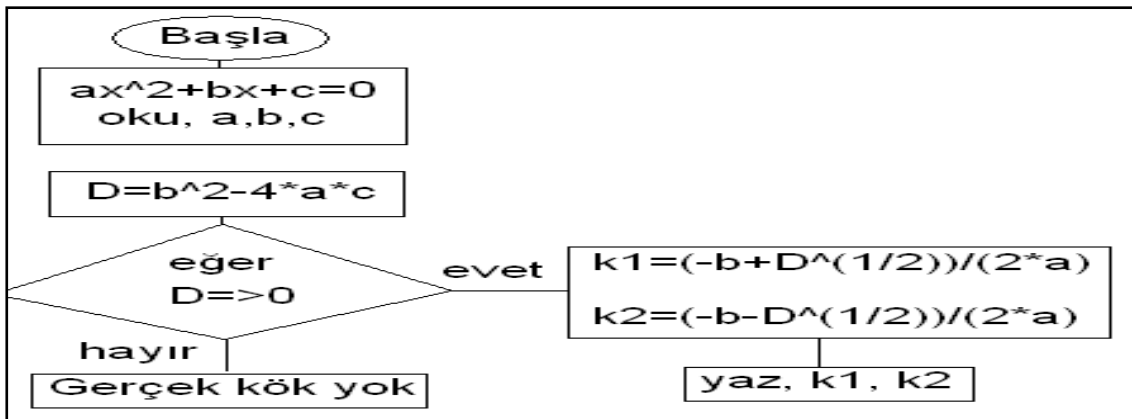 Başla
ax^2+bx+c=0
oku, a,b,c
D=b^2-4*a*c
eğer
D=>0
evet
k1=(-b+D^(1/2))/(2*a)
k2=(-b-D^(1/2))/(2*a)
hayır
Gerçek kök yok
yaz, k1, k2